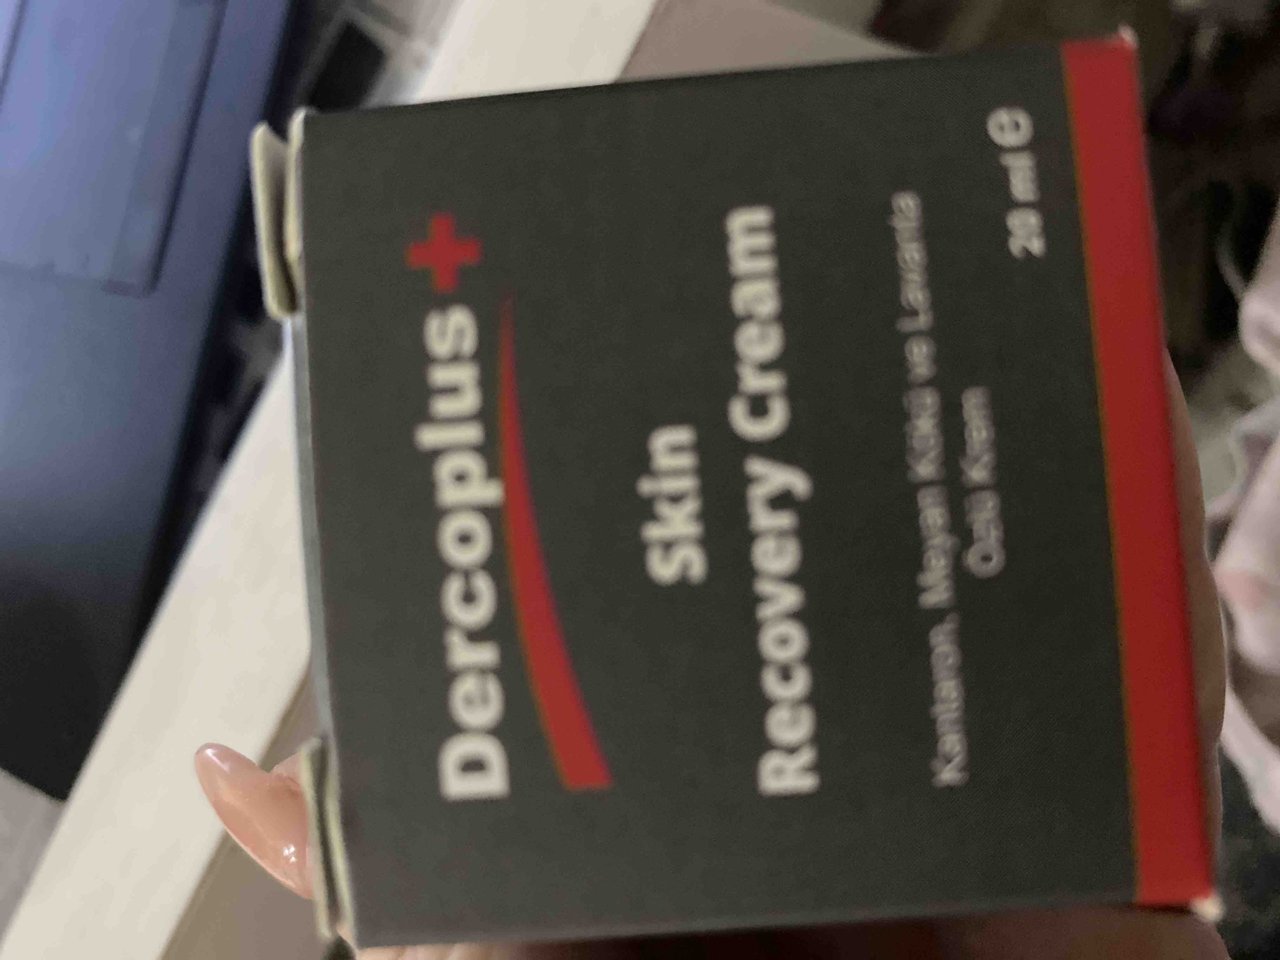 Dercoplus+
Skin
Recovery Cream
Kantaron, Meyan Kökü ve Lavanta
Özlü Krem
20 ml e